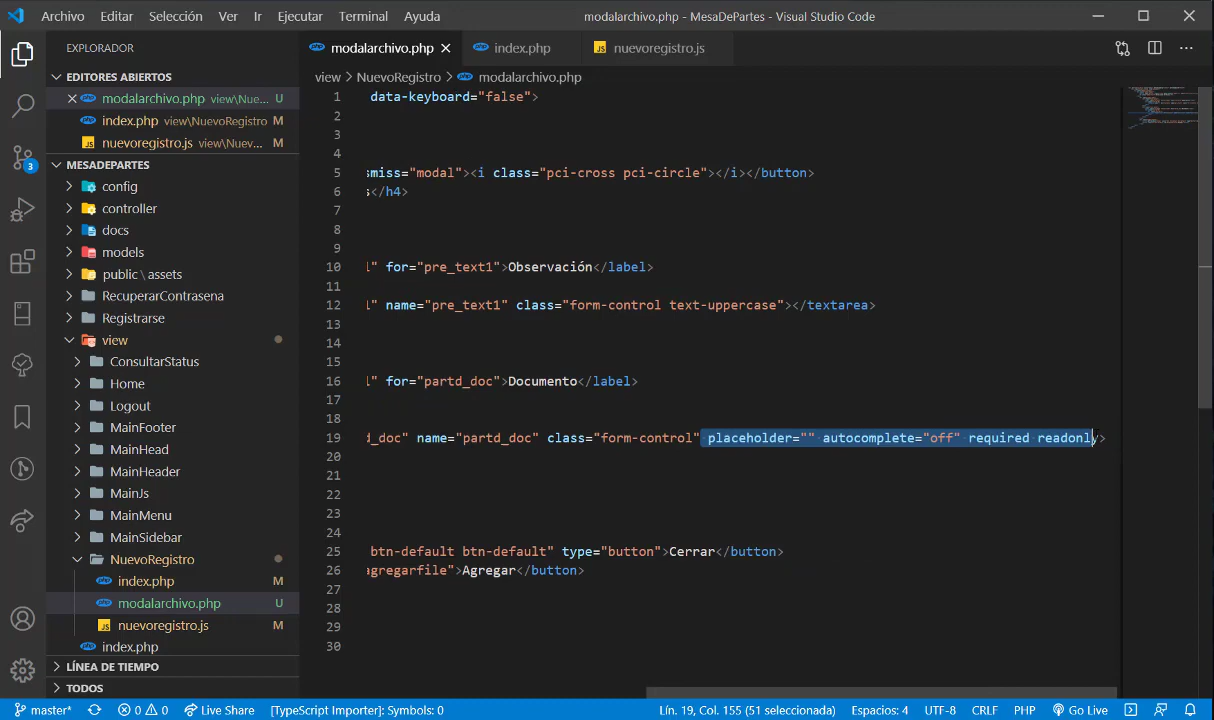 Archivo Editar Selección Ver Ir Ejecutar Terminal Ayuda modalarchivo.php - MesaDePartes - Visual Studio Code
EXPLORADOR
EDITORES ABIERTOS
modalarchivo.php view\Nue... U
index.php view\NuevoRegistro M
nuevoregistro.js view\Nuev... M
MESADEPARTES
config
controller
docs
models
public \ assets
RecuperarContrasena
Registrarse
view
ConsultarStatus
Home
Logout
MainFooter
MainHead
MainHeader
MainJs
MainMenu
MainSidebar
NuevoRegistro
index.php M
modalarchivo.php U
nuevoregistro.js M
index.php
LÍNEA DE TIEMPO
TODOS
3
modalarchivo.php index.php nuevoregistro.js
view > NuevoRegistro > modalarchivo.php
1 data-keyboard="false">
2
3
4
5 smiss="modal"><i class="pci-cross pci-circle"></i></button>
6 s</h4>
7
8
9
10 l" for="pre_text1">Observación</label>
11
12 l" name="pre_text1" class="form-control text-uppercase"></textarea>
13
14
15
16 l" for="partd_doc">Documento</label>
17
18
19 d_doc" name="partd_doc" class="form-control" placeholder="" autocomplete="off" required readonly>
20
21
22
23
24
25 btn-default btn-default" type="button">Cerrar</button>
26 agregarfile">Agregar</button>
27
28
29
30
master* 0 0 Live Share [TypeScript Importer]: Symbols: 0 Lín. 19, Col. 155 (51 seleccionada) Espacios: 4 UTF-8 CRLF PHP Go Live